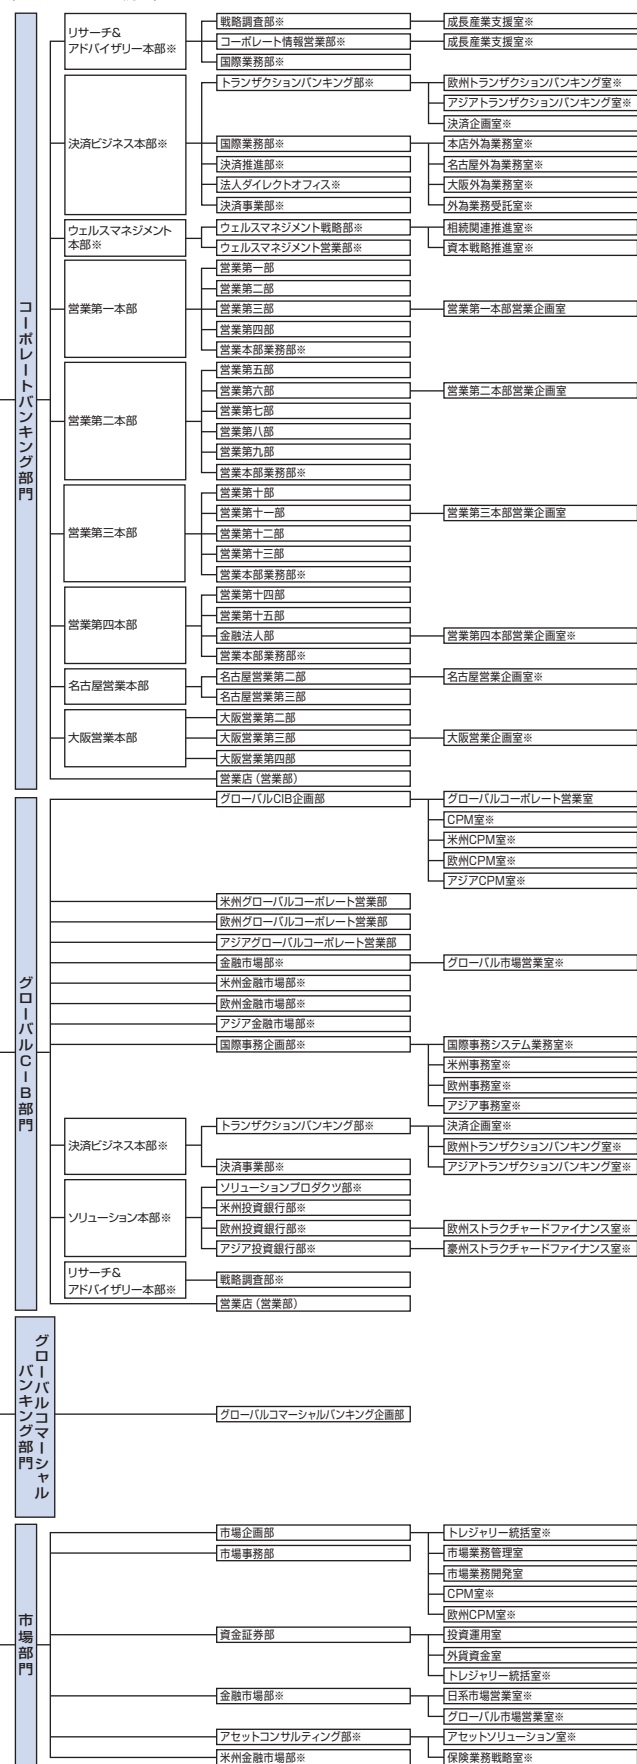 コーポレートバンキング部門
リサーチ&
アドバイザリー本部※
戦略調査部※
成長産業支援室※
コーポレート情報営業部※
成長産業支援室※
国際業務部※
決済ビジネス本部※
トランザクションバンキング部※
欧州トランザクションバンキング室※
アジアトランザクションバンキング室※
決済企画室※
国際業務部※
本店外為業務室※
決済推進部※
名古屋外為業務室※
法人ダイレクトオフィス※
大阪外為業務室※
決済事業部※
外為業務受託室※
ウェルスマネジメント
本部※
ウェルスマネジメント戦略部※
相続関連推進室※
ウェルスマネジメント営業部※
資本戦略推進室※
営業第一本部
営業第一部
営業第二部
営業第三部
営業第一本部営業企画室
営業第四部
営業本部業務部※
営業第二本部
営業第五部
営業第六部
営業第二本部営業企画室
営業第七部
営業第八部
営業第九部
営業本部業務部※
営業第三本部
営業第十部
営業第十一部
営業第三本部営業企画室
営業第十二部
営業第十三部
営業本部業務部※
営業第四本部
営業第十四部
営業第十五部
金融法人部
営業第四本部営業企画室※
営業本部業務部※
名古屋営業本部
名古屋営業第二部
名古屋営業企画室※
名古屋営業第三部
大阪営業本部
大阪営業第二部
大阪営業第三部
大阪営業企画室※
大阪営業第四部
営業店（営業部）
グローバルCIB部門
グローバルCIB企画部
グローバルコーポレート営業室
CPM室※
米州CPM室※
欧州CPM室※
アジアCPM室※
米州グローバルコーポレート営業部
欧州グローバルコーポレート営業部
アジアグローバルコーポレート営業部
金融市場部※
グローバル市場営業室※
米州金融市場部※
欧州金融市場部※
アジア金融市場部※
国際事務企画部※
国際事務システム業務室※
米州事務室※
欧州事務室※
アジア事務室※
決済ビジネス本部※
トランザクションバンキング部※
決済企画室※
欧州トランザクションバンキング室※
決済事業部※
アジアトランザクションバンキング室※
ソリューション本部※
ソリューションプロダクツ部※
米州投資銀行部※
欧州投資銀行部※
欧州ストラクチャードファイナンス室※
アジア投資銀行部※
豪州ストラクチャードファイナンス室※
リサーチ&
アドバイザリー本部※
戦略調査部※
営業店（営業部）
グローバルコマーシャル
バンキング部門
グローバルコマーシャルバンキング企画部
市場部門
市場企画部
トレジャリー統括室※
市場事務部
市場業務管理室
市場業務開発室
CPM室※
欧州CPM室※
資金証券部
投資運用室
外貨資金室
トレジャリー統括室※
金融市場部※
日系市場営業室※
グローバル市場営業室※
アセットコンサルティング部※
アセットソリューション室※
米州金融市場部※
保険業務戦略室※